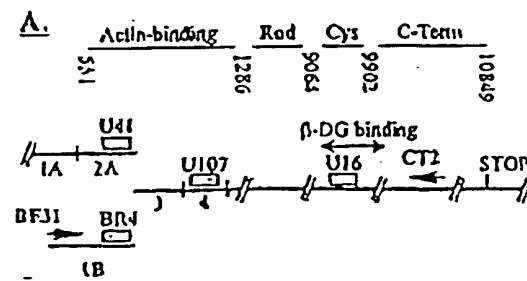 A.
Actin-binding Rod Cys C-Term
551 1286 9064 9902 10849
U41 β-DG binding
1A 2A U107 U16 CT2 STOP
3 4
BF31 BR4
1B